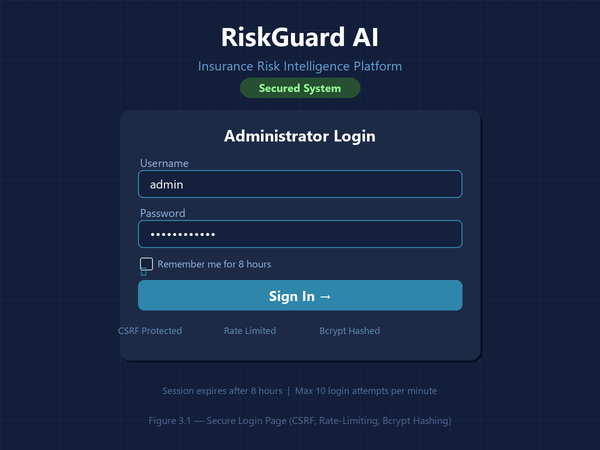 RiskGuard AI
Insurance Risk Intelligence Platform
Secured System
Administrator Login
Username
admin
Password
••••••••••••
Remember me for 8 hours
Sign In →
CSRF Protected Rate Limited Bcrypt Hashed
Session expires after 8 hours | Max 10 login attempts per minute
Figure 3.1 — Secure Login Page (CSRF, Rate-Limiting, Bcrypt Hashing)